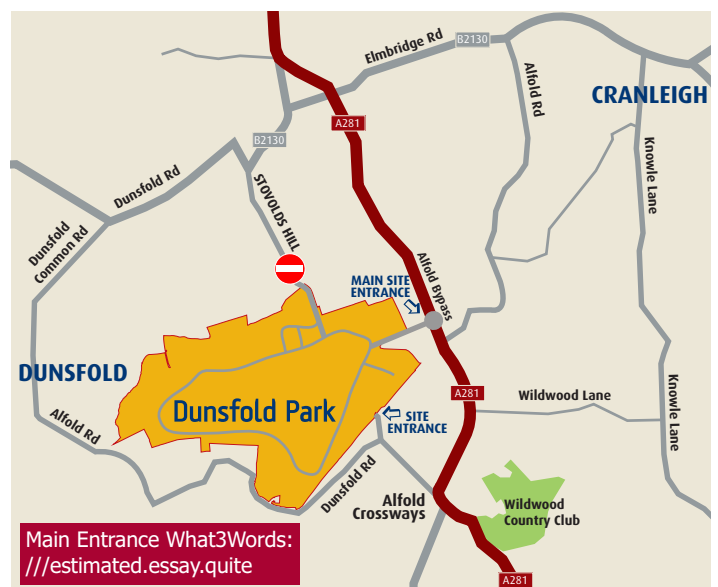 B2130
Elmbridge Rd
Alfold Rd
CRANLEIGH
A281
B2130
Dunsfold Rd
STOVOLDS HILL
Knowle Lane
Dunsfold
Common Rd
Alfold Bypass
MAIN SITE
ENTRANCE
DUNSFOLD
Dunsfold Park
A281
Wildwood Lane
Knowle Lane
SITE
ENTRANCE
Alfold Rd
Dunsfold Rd
Alfold
Crossways
Wildwood
Country Club
Main Entrance What3Words:
///estimated.essay.quite
A281